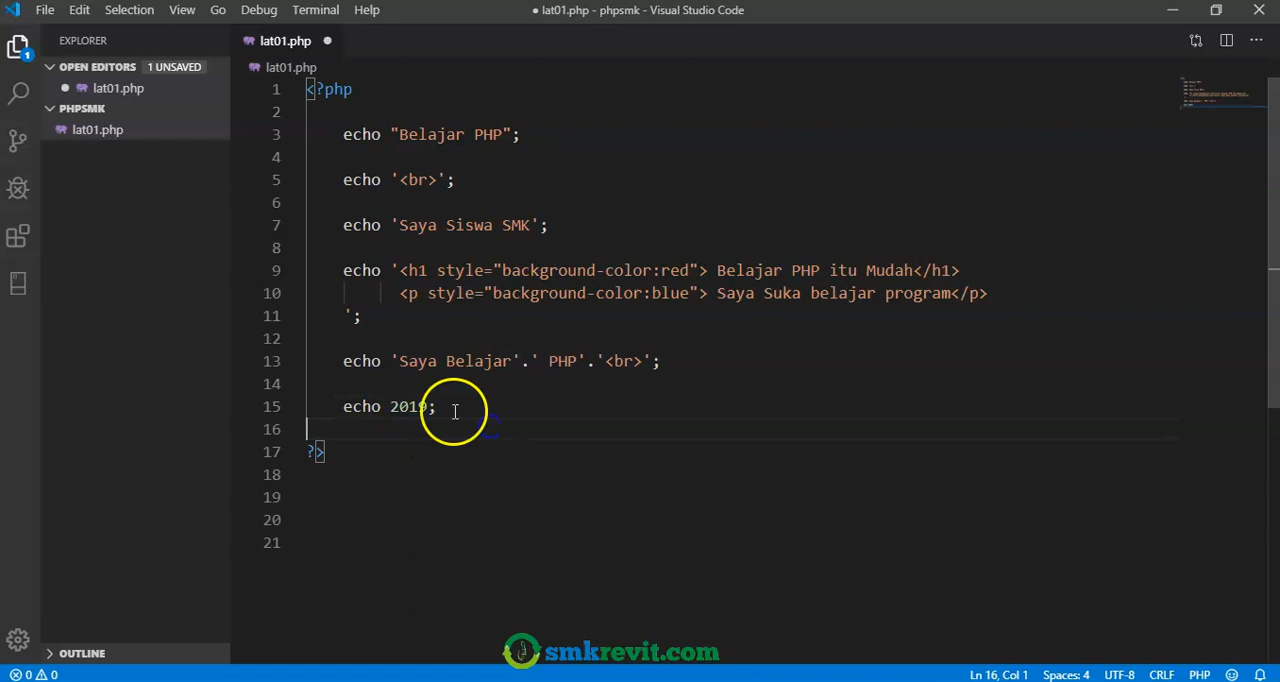 File Edit Selection View Go Debug Terminal Help
● lat01.php - phpsmk - Visual Studio Code
EXPLORER
OPEN EDITORS 1 UNSAVED
lat01.php
PHPSMK
lat01.php
OUTLINE
1
lat01.php
lat01.php
1 <?php
2
3 echo "Belajar PHP";
4
5 echo '<br>';
6
7 echo 'Saya Siswa SMK';
8
9 echo '<h1 style="background-color:red"> Belajar PHP itu Mudah</h1>
10 <p style="background-color:blue"> Saya Suka belajar program</p>
11 ';
12
13 echo 'Saya Belajar'.' PHP'.'<br>';
14
15 echo 2019;
16
17 ?>
18
19
20
21
smkrevit.com
0 0 Ln 16, Col 1 Spaces: 4 UTF-8 CRLF PHP